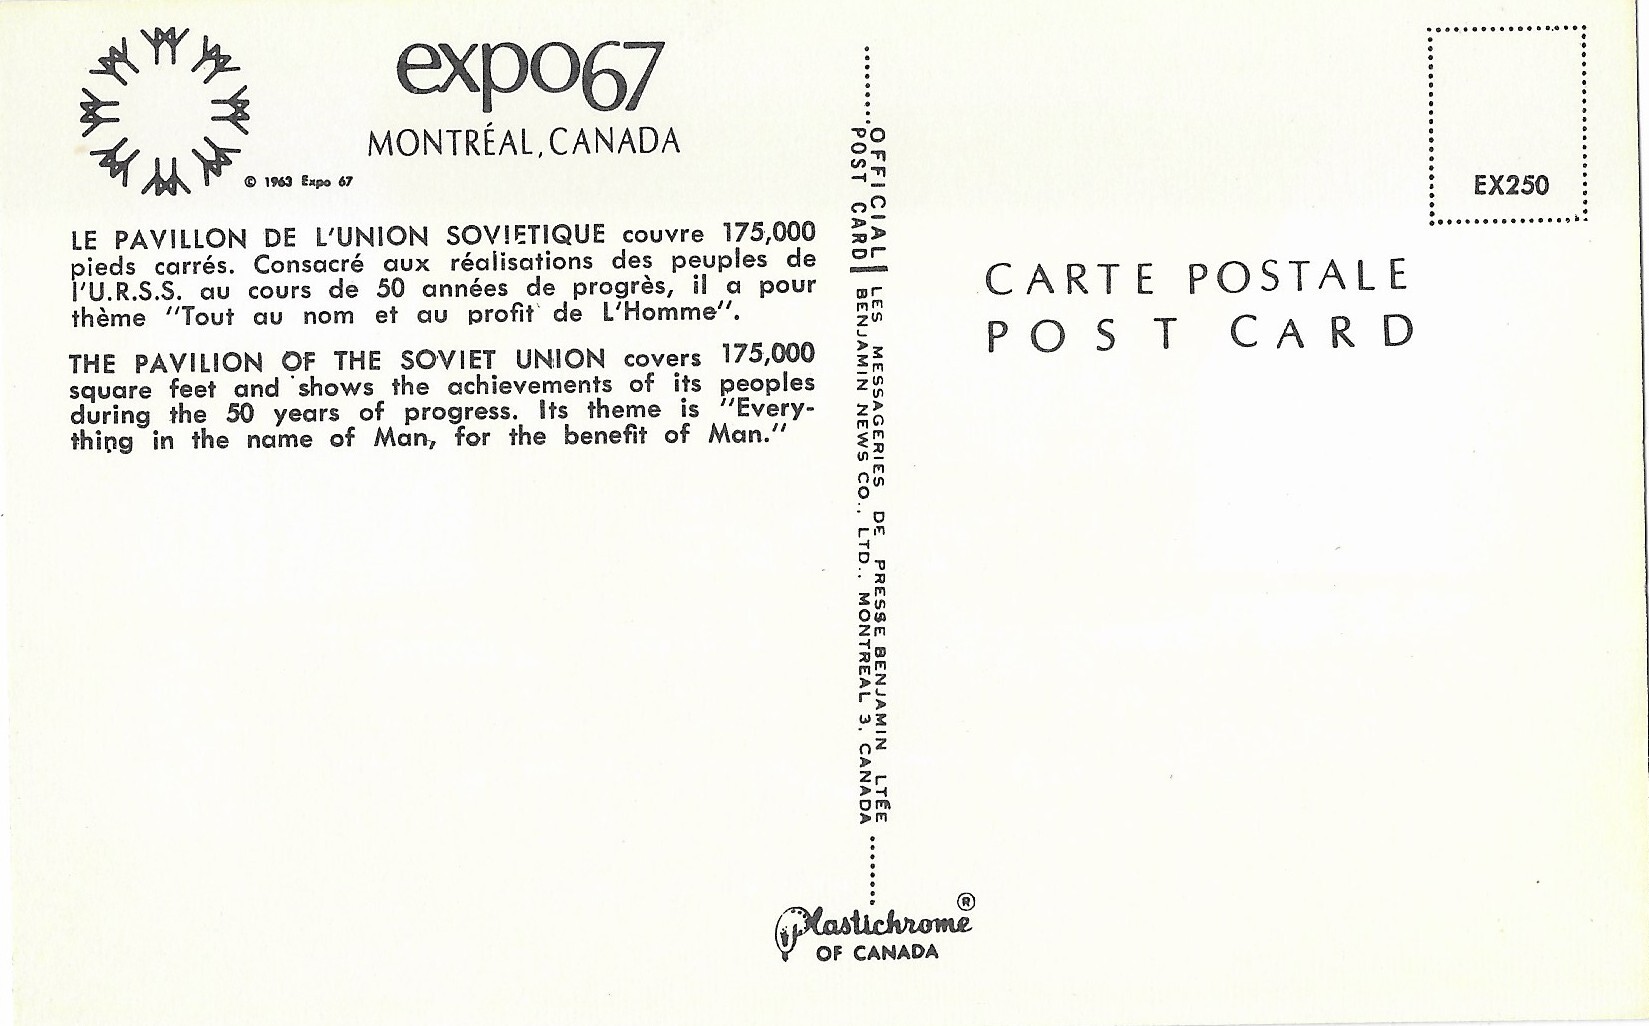 expo67
MONTRÉAL, CANADA
© 1963 Expo 67
LE PAVILLON DE L'UNION SOVIETIQUE couvre 175,000
pieds carrés. Consacré aux réalisations des peuples de
l'U.R.S.S. au cours de 50 années de progrès, il a pour
thème "Tout au nom et au profit de L'Homme".
THE PAVILION OF THE SOVIET UNION covers 175,000
square feet and shows the achievements of its peoples
during the 50 years of progress. Its theme is "Every-
thing in the name of Man, for the benefit of Man."
OFFICIAL LES MESSAGERIES DE PRESSE BENJAMIN LTÉE
POST CARD BENJAMIN NEWS CO., LTD., MONTREAL 3, CANADA
Plastichrome ®
OF CANADA
EX250
CARTE POSTALE
POST CARD